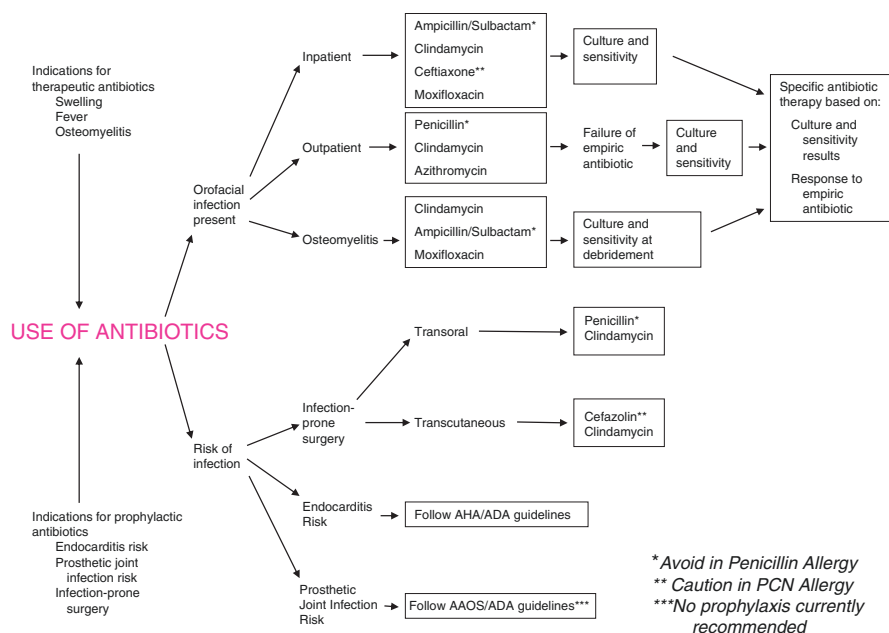 Indications for
therapeutic antibiotics
Swelling
Fever
Osteomyelitis
USE OF ANTIBIOTICS
Indications for prophylactic
antibiotics
Endocarditis risk
Prosthetic joint
infection risk
Infection-prone
surgery
Orofacial
infection
present
Inpatient
Ampicillin/Sulbactam*
Clindamycin
Ceftiaxone**
Moxifloxacin
Culture and
sensitivity
Outpatient
Penicillin*
Clindamycin
Azithromycin
Failure of
empiric
antibiotic
Culture
and
sensitivity
Osteomyelitis
Clindamycin
Ampicillin/Sulbactam*
Moxifloxacin
Culture and
sensitivity at
debridement
Specific antibiotic
therapy based on:
Culture and
sensitivity
results
Response to
empiric
antibiotic
Risk of
infection
Infection-
prone
surgery
Transoral
Penicillin*
Clindamycin
Transcutaneous
Cefazolin**
Clindamycin
Endocarditis
Risk
Follow AHA/ADA guidelines
Prosthetic
Joint Infection
Risk
Follow AAOS/ADA guidelines***
*Avoid in Penicillin Allergy
** Caution in PCN Allergy
***No prophylaxis currently
recommended